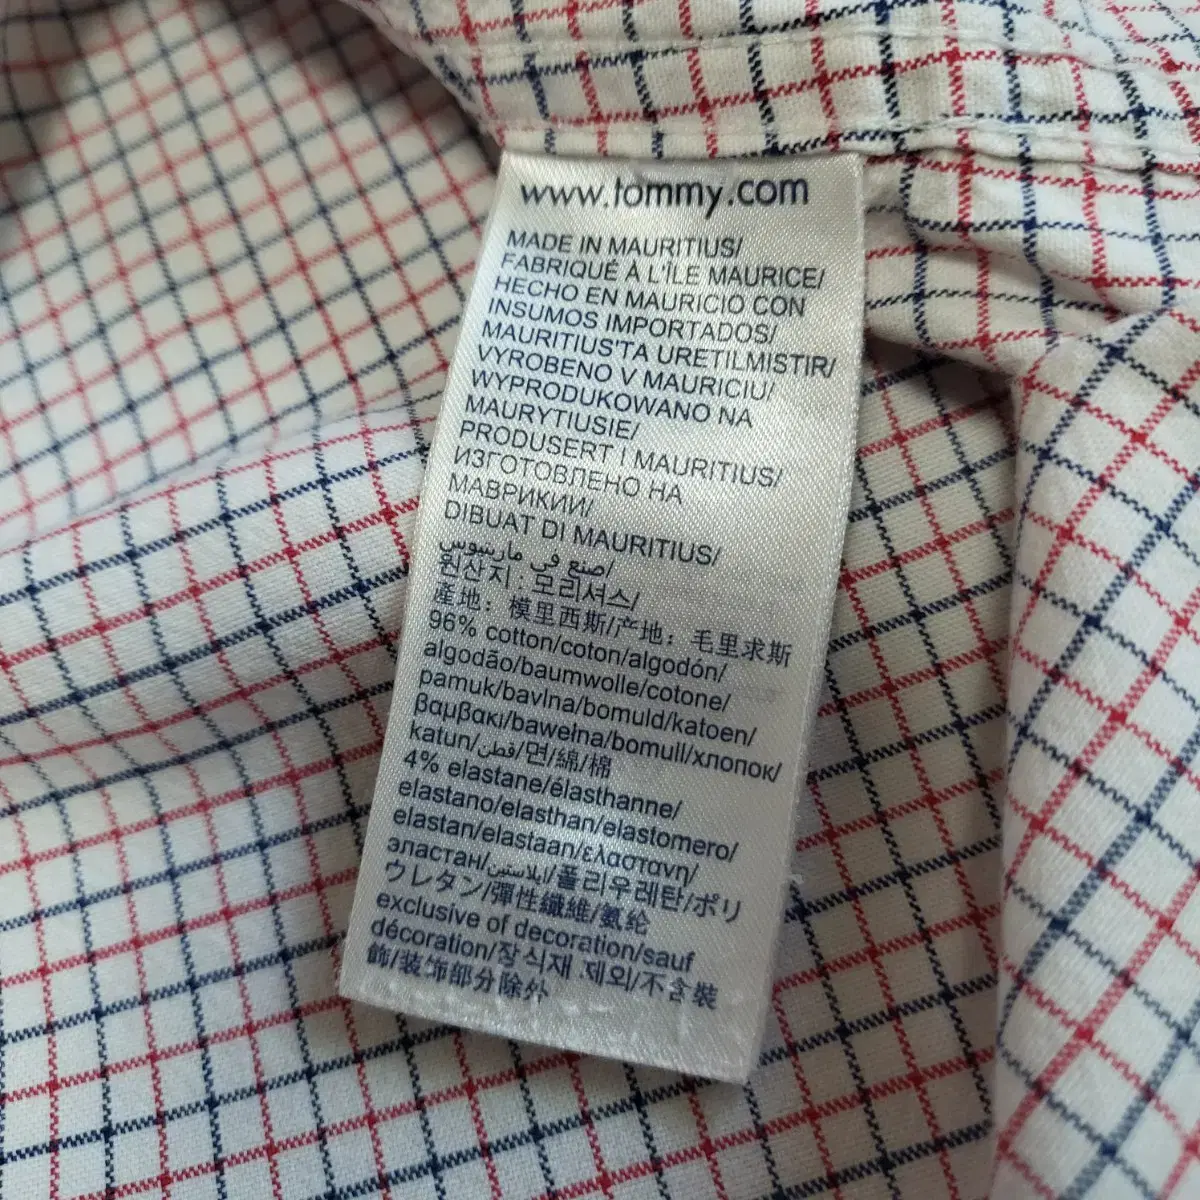 www.tommy.com
MADE IN MAURITIUS/
FABRIQUÉ À L'ÎLE MAURICE/
HECHO EN MAURICIO CON
INSUMOS IMPORTADOS/
MAURITIUS'TA URETILMISTIR/
VYROBENO V MAURICIU/
WYPRODUKOWANO NA
MAURYTIUSIE/
PRODUSERT I MAURITIUS/
ИЗГОТОВЛЕНО НА
МАВРИКИИ/
DIBUAT DI MAURITIUS/
صنع في ماريتيوس/
원산지 : 모리셔스/
產地：模里西斯/产地：毛里求斯
96% cotton/coton/algodón/
algodão/baumwolle/cotone/
pamuk/bavlna/bomuld/katoen/
βαμβακι/bawełna/bomull/хлопок/
katun/قطن/면/綿/棉
4% elastane/élasthanne/
elastano/elasthan/elastomero/
elastan/elastaan/ελαστανη/
эластан/ايلاستين/폴리우레탄/ポリ
ウレタン/彈性纖維/氨纶
exclusive of decoration/sauf
décoration/장식재 제외/不含裝
飾/装饰部分除外